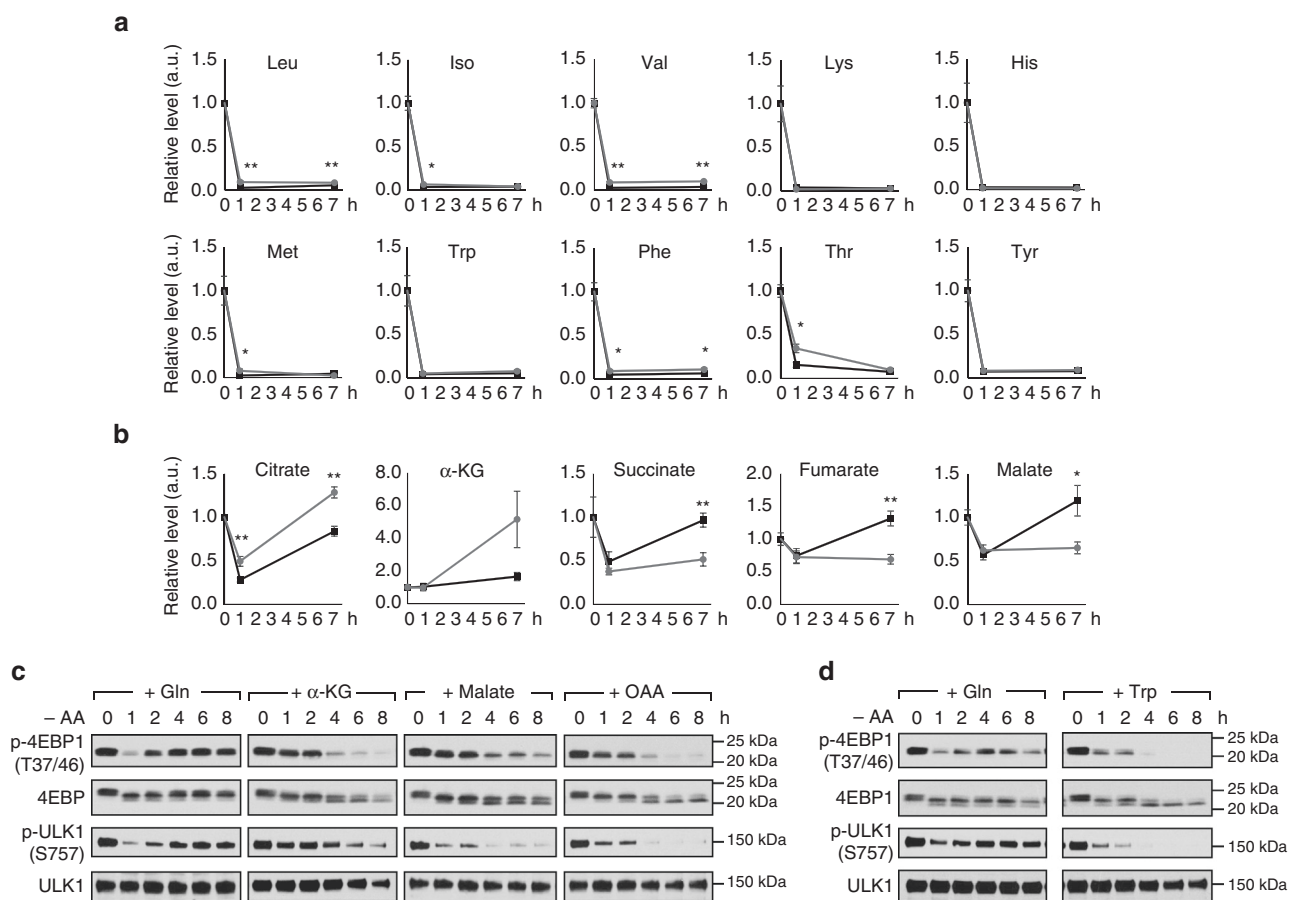 a
Relative level (a.u.)
1.5
1.0
0.5
0.0
Leu
**
**
0 1 2 3 4 5 6 7 h
1.5
1.0
0.5
0.0
Iso
*
0 1 2 3 4 5 6 7 h
1.5
1.0
0.5
0.0
Val
**
**
0 1 2 3 4 5 6 7 h
1.5
1.0
0.5
0.0
Lys
0 1 2 3 4 5 6 7 h
1.5
1.0
0.5
0.0
His
0 1 2 3 4 5 6 7 h
Relative level (a.u.)
1.5
1.0
0.5
0.0
Met
*
0 1 2 3 4 5 6 7 h
1.5
1.0
0.5
0.0
Trp
0 1 2 3 4 5 6 7 h
1.5
1.0
0.5
0.0
Phe
*
*
0 1 2 3 4 5 6 7 h
1.5
1.0
0.5
0.0
Thr
*
0 1 2 3 4 5 6 7 h
1.5
1.0
0.5
0.0
Tyr
0 1 2 3 4 5 6 7 h
b
Relative level (a.u.)
1.5
1.0
0.5
0.0
Citrate
**
**
0 1 2 3 4 5 6 7 h
8.0
6.0
4.0
2.0
0.0
α-KG
0 1 2 3 4 5 6 7 h
1.5
1.0
0.5
0.0
Succinate
**
0 1 2 3 4 5 6 7 h
2.0
1.5
1.0
0.5
0.0
Fumarate
**
0 1 2 3 4 5 6 7 h
1.5
1.0
0.5
0.0
Malate
*
0 1 2 3 4 5 6 7 h
c
+ Gln + α-KG + Malate + OAA
– AA 0 1 2 4 6 8 0 1 2 4 6 8 0 1 2 4 6 8 0 1 2 4 6 8 h
p-4EBP1
(T37/46)
25 kDa
20 kDa
4EBP
25 kDa
20 kDa
p-ULK1
(S757)
150 kDa
ULK1
150 kDa
d
+ Gln + Trp
– AA 0 1 2 4 6 8 0 1 2 4 6 8 h
p-4EBP1
(T37/46)
25 kDa
20 kDa
4EBP1
25 kDa
20 kDa
p-ULK1
(S757)
150 kDa
ULK1
150 kDa